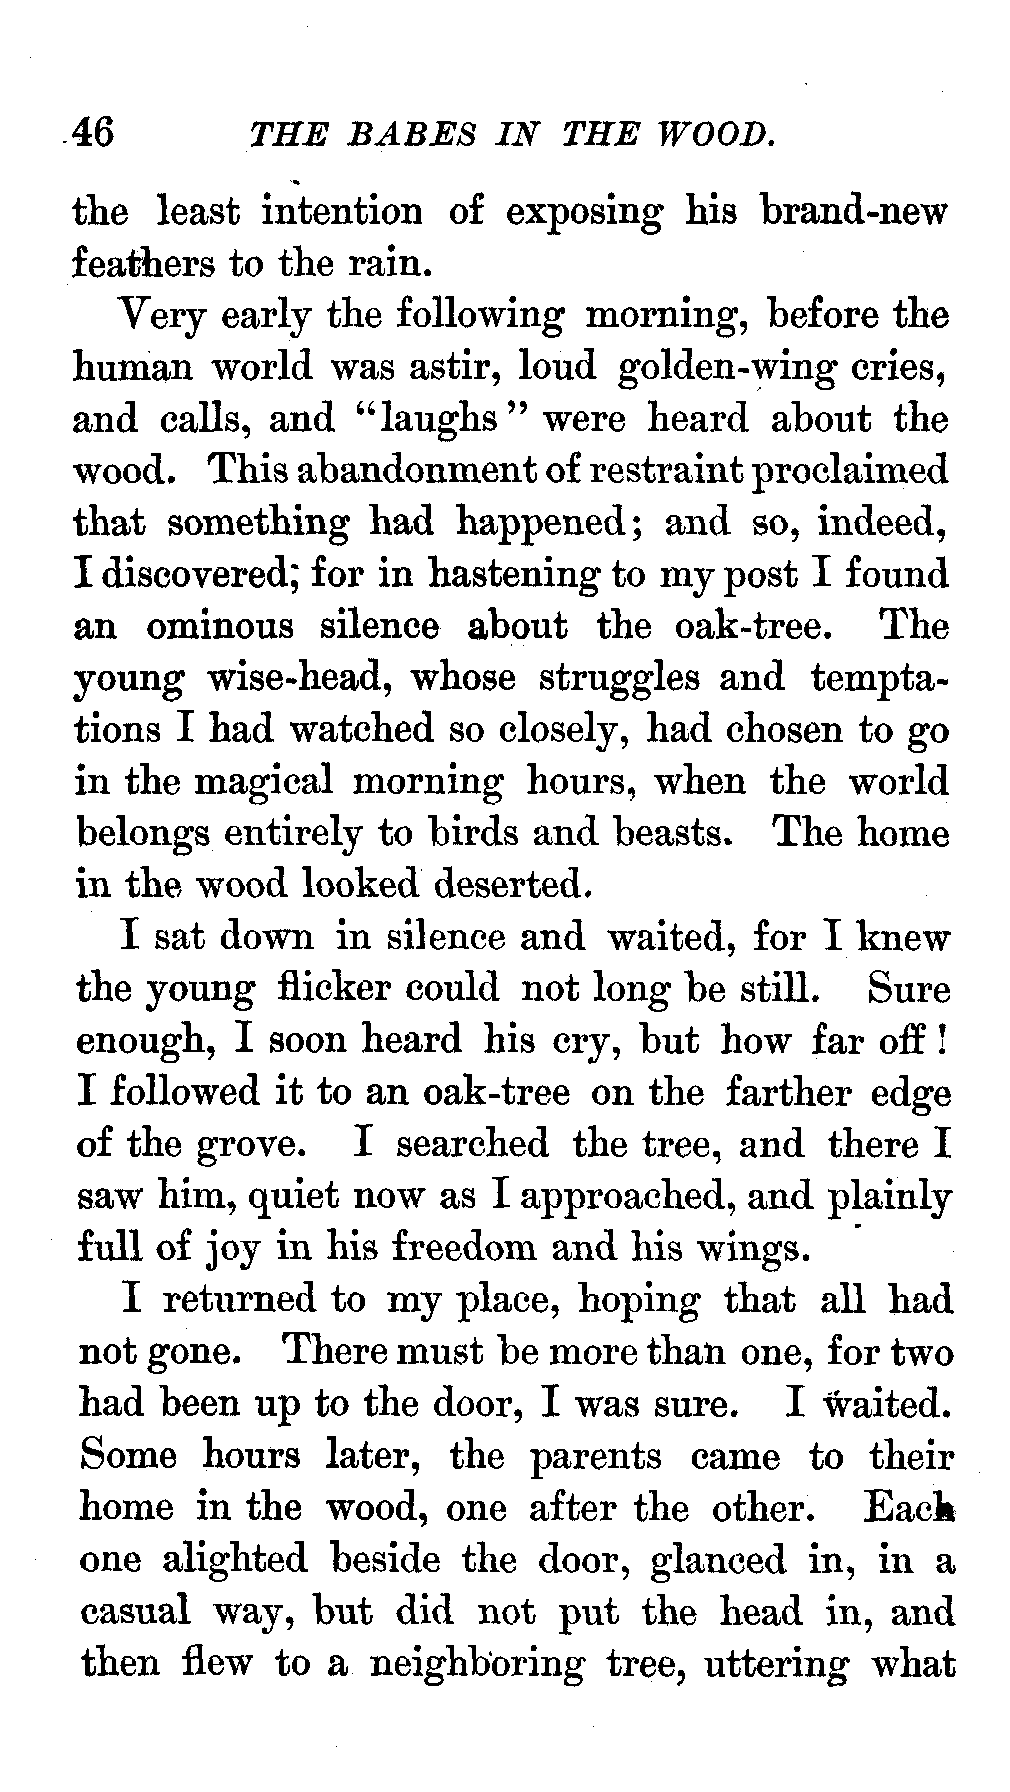 46 THE BABES IN THE WOOD.
the least intention of exposing his brand-new
feathers to the rain.
Very early the following morning, before the
human world was astir, loud golden-wing cries,
and calls, and “laughs” were heard about the
wood. This abandonment of restraint proclaimed
that something had happened; and so, indeed,
I discovered; for in hastening to my post I found
an ominous silence about the oak-tree. The
young wise-head, whose struggles and tempta-
tions I had watched so closely, had chosen to go
in the magical morning hours, when the world
belongs entirely to birds and beasts. The home
in the wood looked deserted.
I sat down in silence and waited, for I knew
the young flicker could not long be still. Sure
enough, I soon heard his cry, but how far off!
I followed it to an oak-tree on the farther edge
of the grove. I searched the tree, and there I
saw him, quiet now as I approached, and plainly
full of joy in his freedom and his wings.
I returned to my place, hoping that all had
not gone. There must be more than one, for two
had been up to the door, I was sure. I waited.
Some hours later, the parents came to their
home in the wood, one after the other. Each
one alighted beside the door, glanced in, in a
casual way, but did not put the head in, and
then flew to a neighboring tree, uttering what